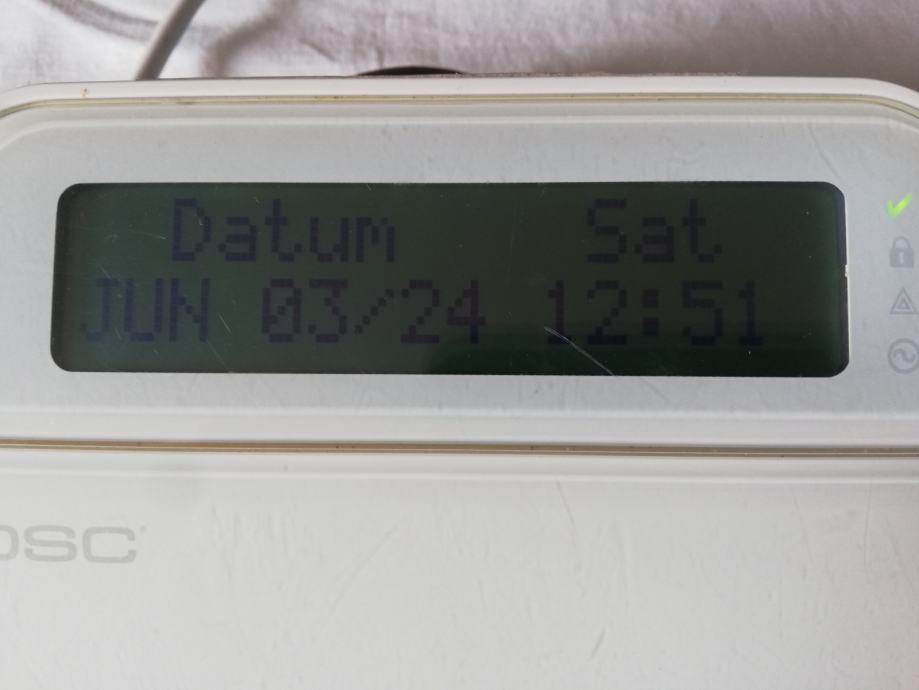 Datum Sat
JUN 03/24 12:51
DSC